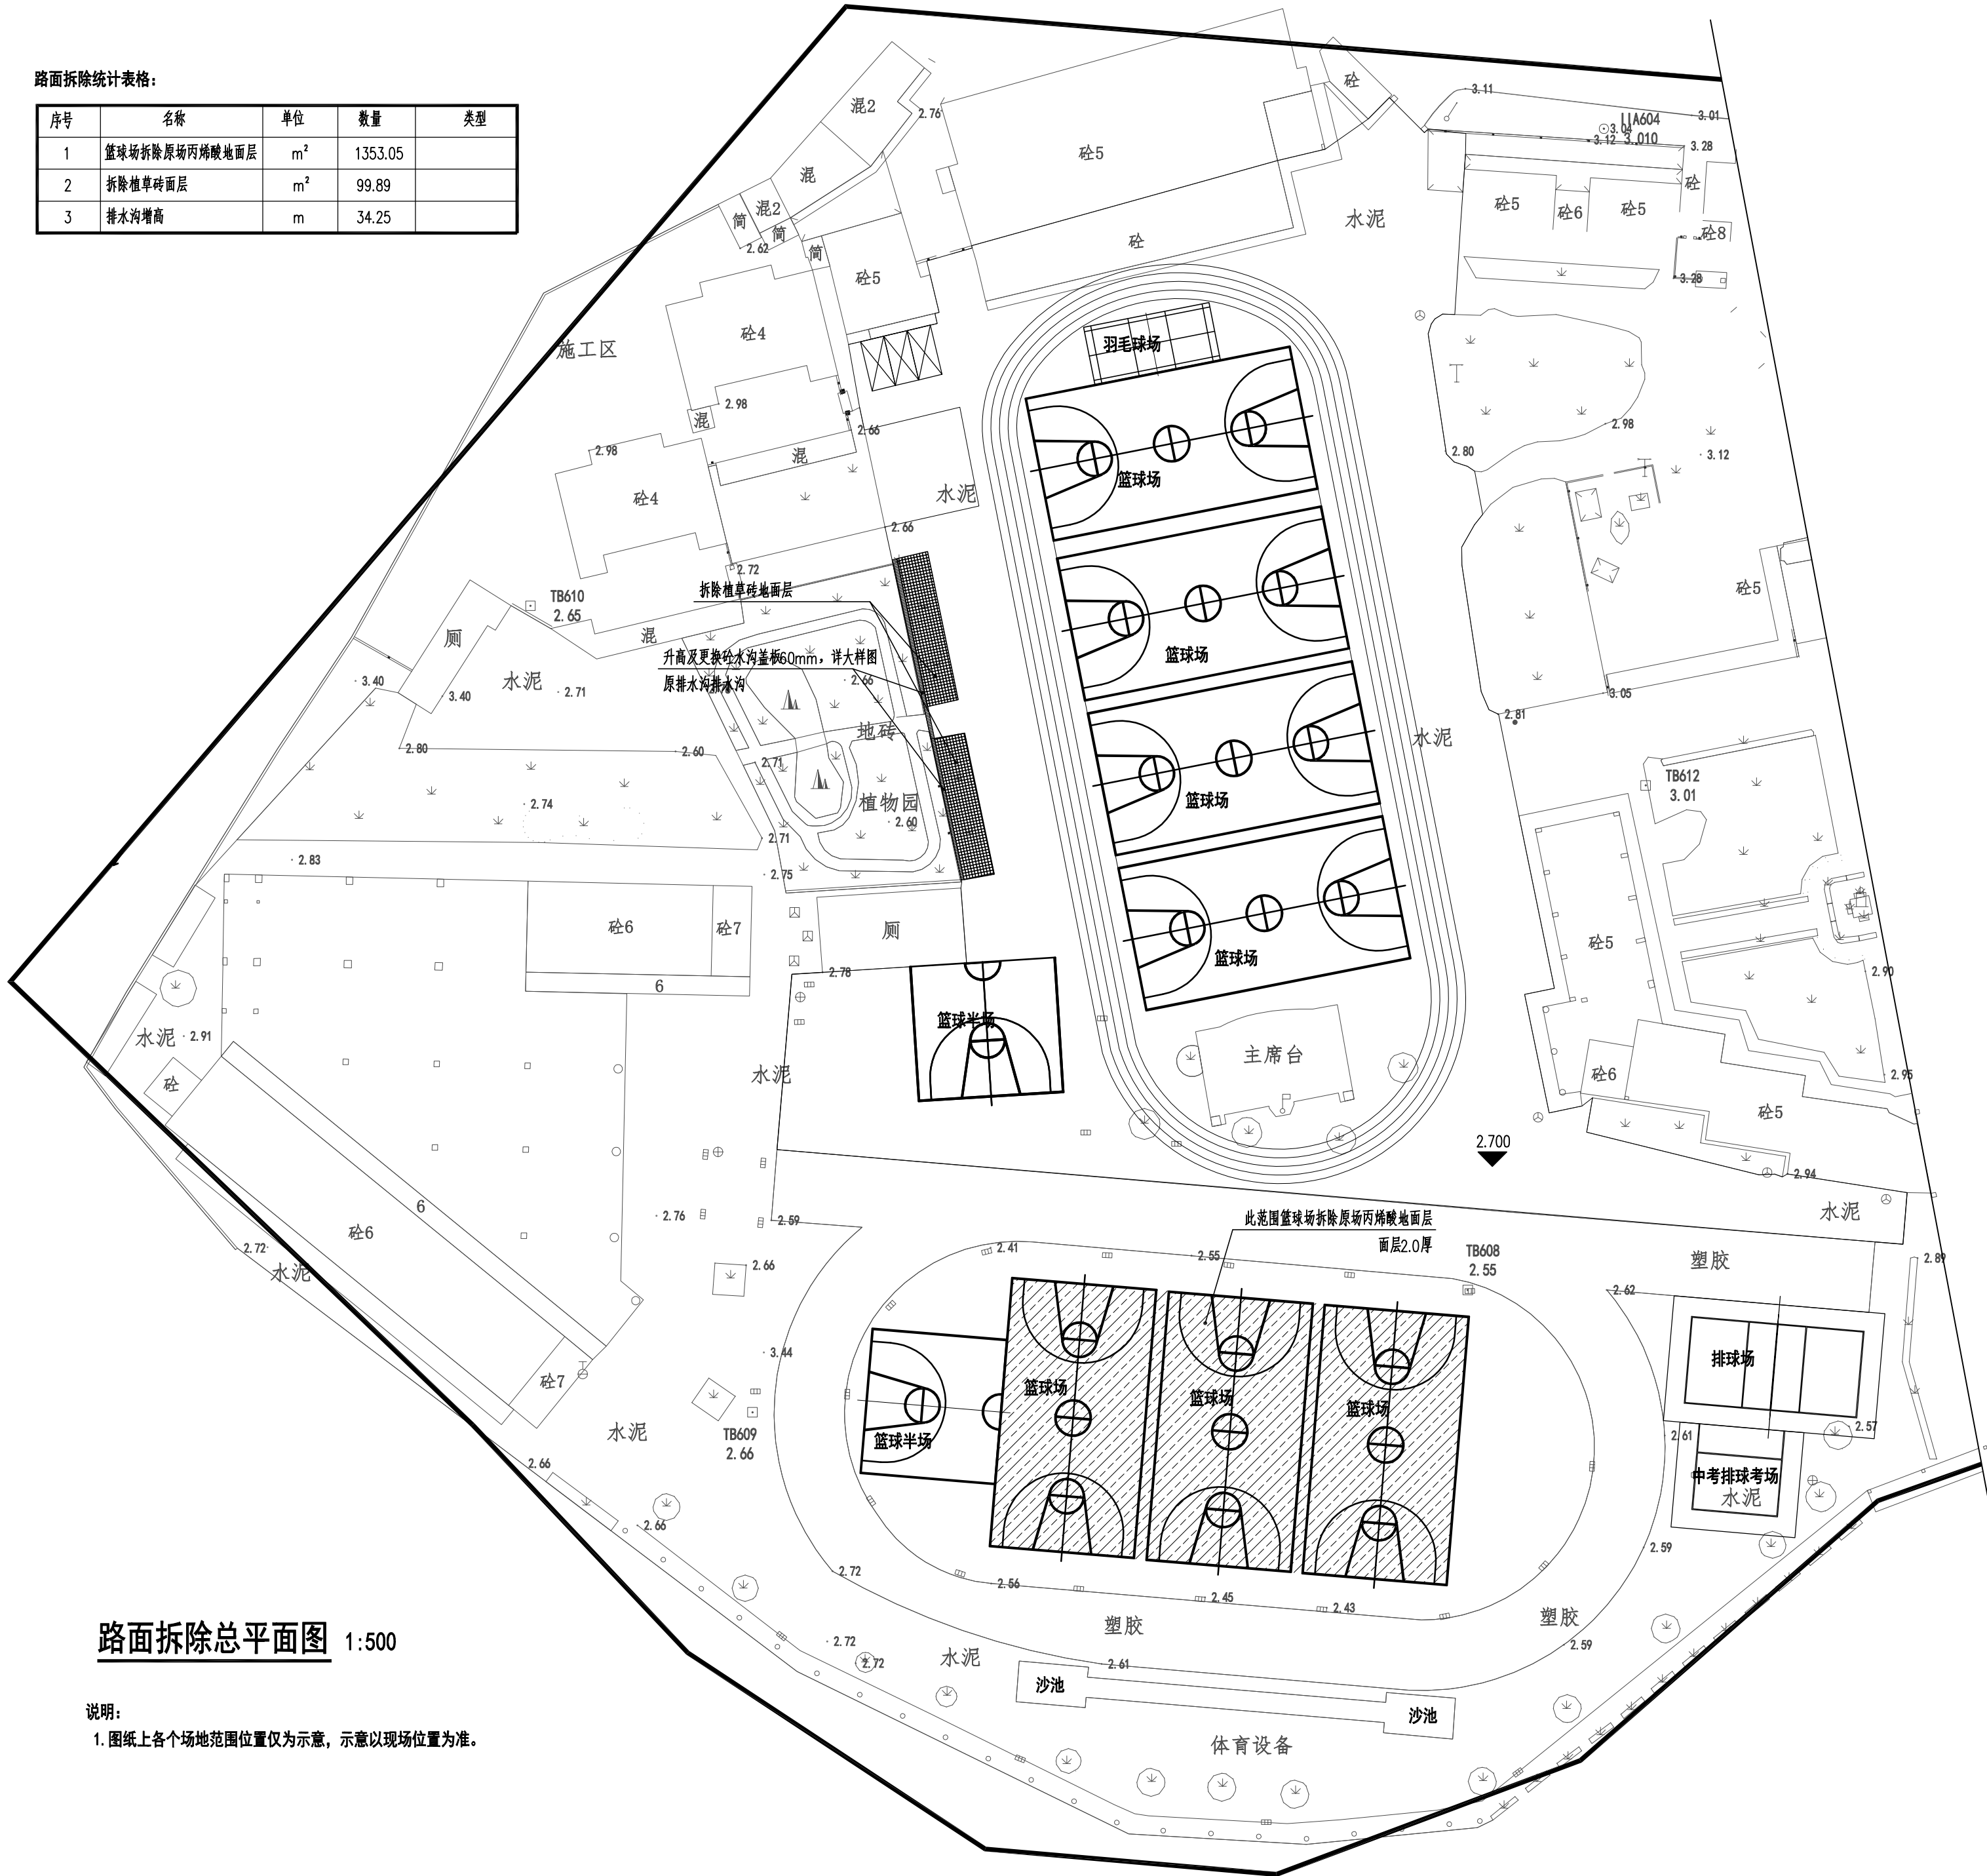 路面拆除统计表格：
序号 名称 单位 数量 类型
1 篮球场拆除原场丙烯酸地面层 m² 1353.05
2 拆除植草砖面层 m² 99.89
3 排水沟增高 m 34.25
混2
2.76
混
混2
简
简
2.62
简
砼5
砼
砼5
砼
水泥
3.11
3.01
JJA604
3.04
3.12 3.010
3.28
砼
砼5
砼6
砼5
砼8
3.28
施工区
砼4
2.98
混
2.98
混
2.66
砼4
水泥
2.66
2.72
羽毛球场
篮球场
篮球场
篮球场
篮球场
2.98
2.80
3.12
砼5
3.05
2.81
水泥
TB610
2.65
拆除植草砖地面层
混
厕
升高及更换砼水沟盖板60mm，详大样图
原排水沟排水沟
水泥
3.40
3.40
2.71
2.66
地砖
2.80
2.60
2.71
2.74
植物园
2.60
2.71
2.83
2.75
TB612
3.01
砼6
砼7
厕
2.78
6
砼5
2.90
篮球半场
水泥
2.91
砼
水泥
主席台
砼6
2.95
砼5
2.700
2.94
水泥
6
砼6
2.76
2.59
2.72
水泥
2.66
此范围篮球场拆除原场丙烯酸地面层
面层2.0厚
2.41
2.55
TB608
2.55
塑胶
2.89
2.62
3.44
砼7
篮球场
篮球场
篮球场
篮球半场
排球场
2.57
2.61
中考排球考场
水泥
水泥
TB609
2.66
2.66
2.66
2.59
2.72
2.56
2.45
2.43
塑胶
塑胶
2.59
2.72
2.72
水泥
2.61
沙池
沙池
体育设备
路面拆除总平面图 1:500
说明：
1.图纸上各个场地范围位置仅为示意，示意以现场位置为准。